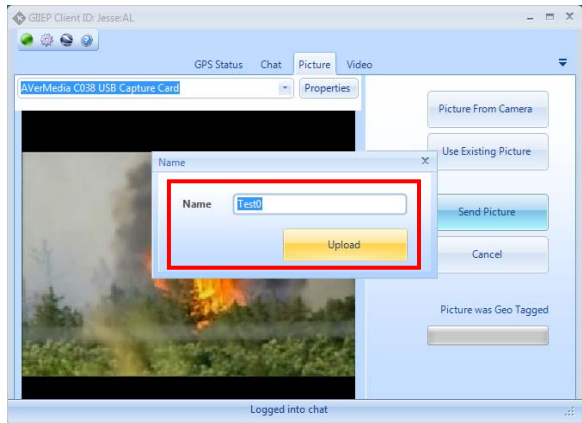 GIIEP Client ID: Jesse:AL
GPS Status Chat Picture Video
AVerMedia C038 USB Capture Card Properties
Picture From Camera
Use Existing Picture
Name
Name Test0
Upload
Send Picture
Cancel
Picture was Geo Tagged
Logged into chat